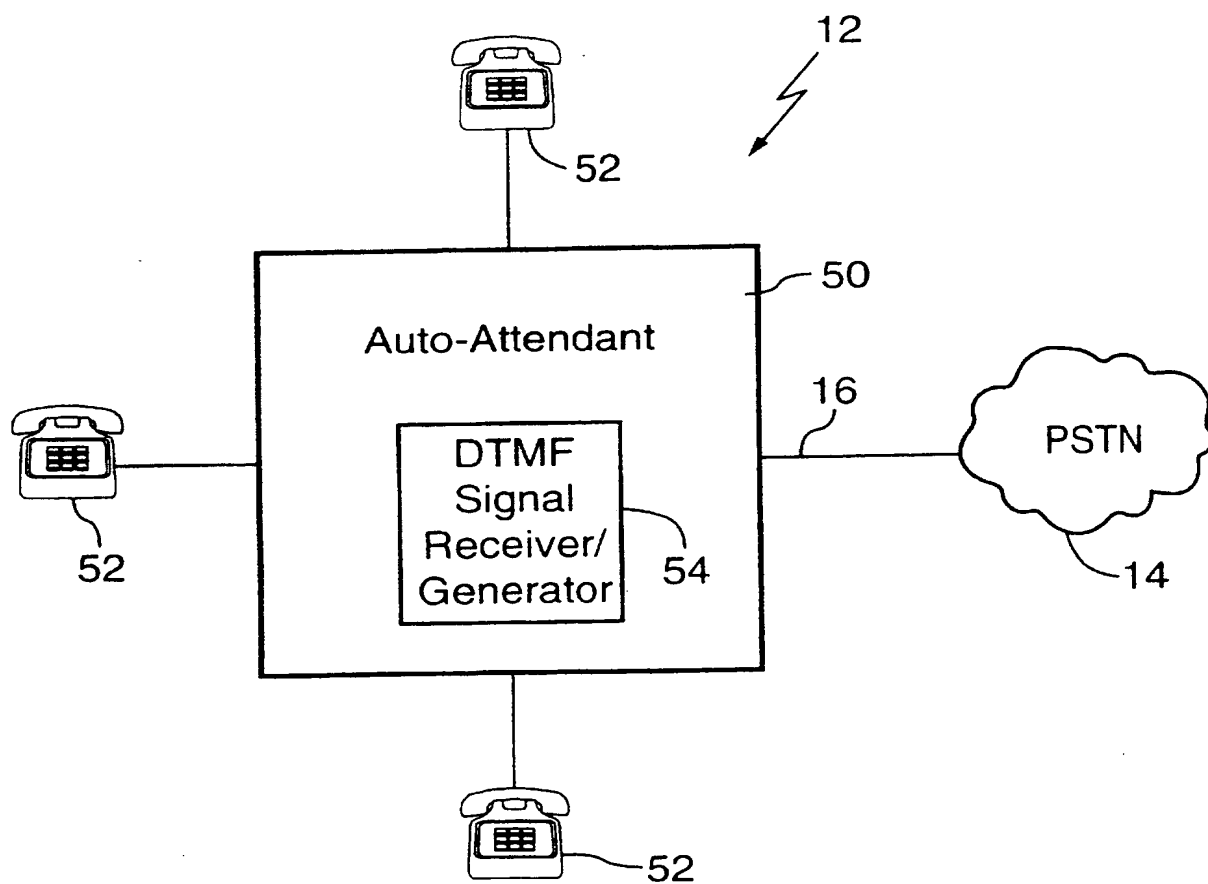 12
52
50
Auto-Attendant
16
PSTN
DTMF
Signal
Receiver/
Generator
52
54
14
52